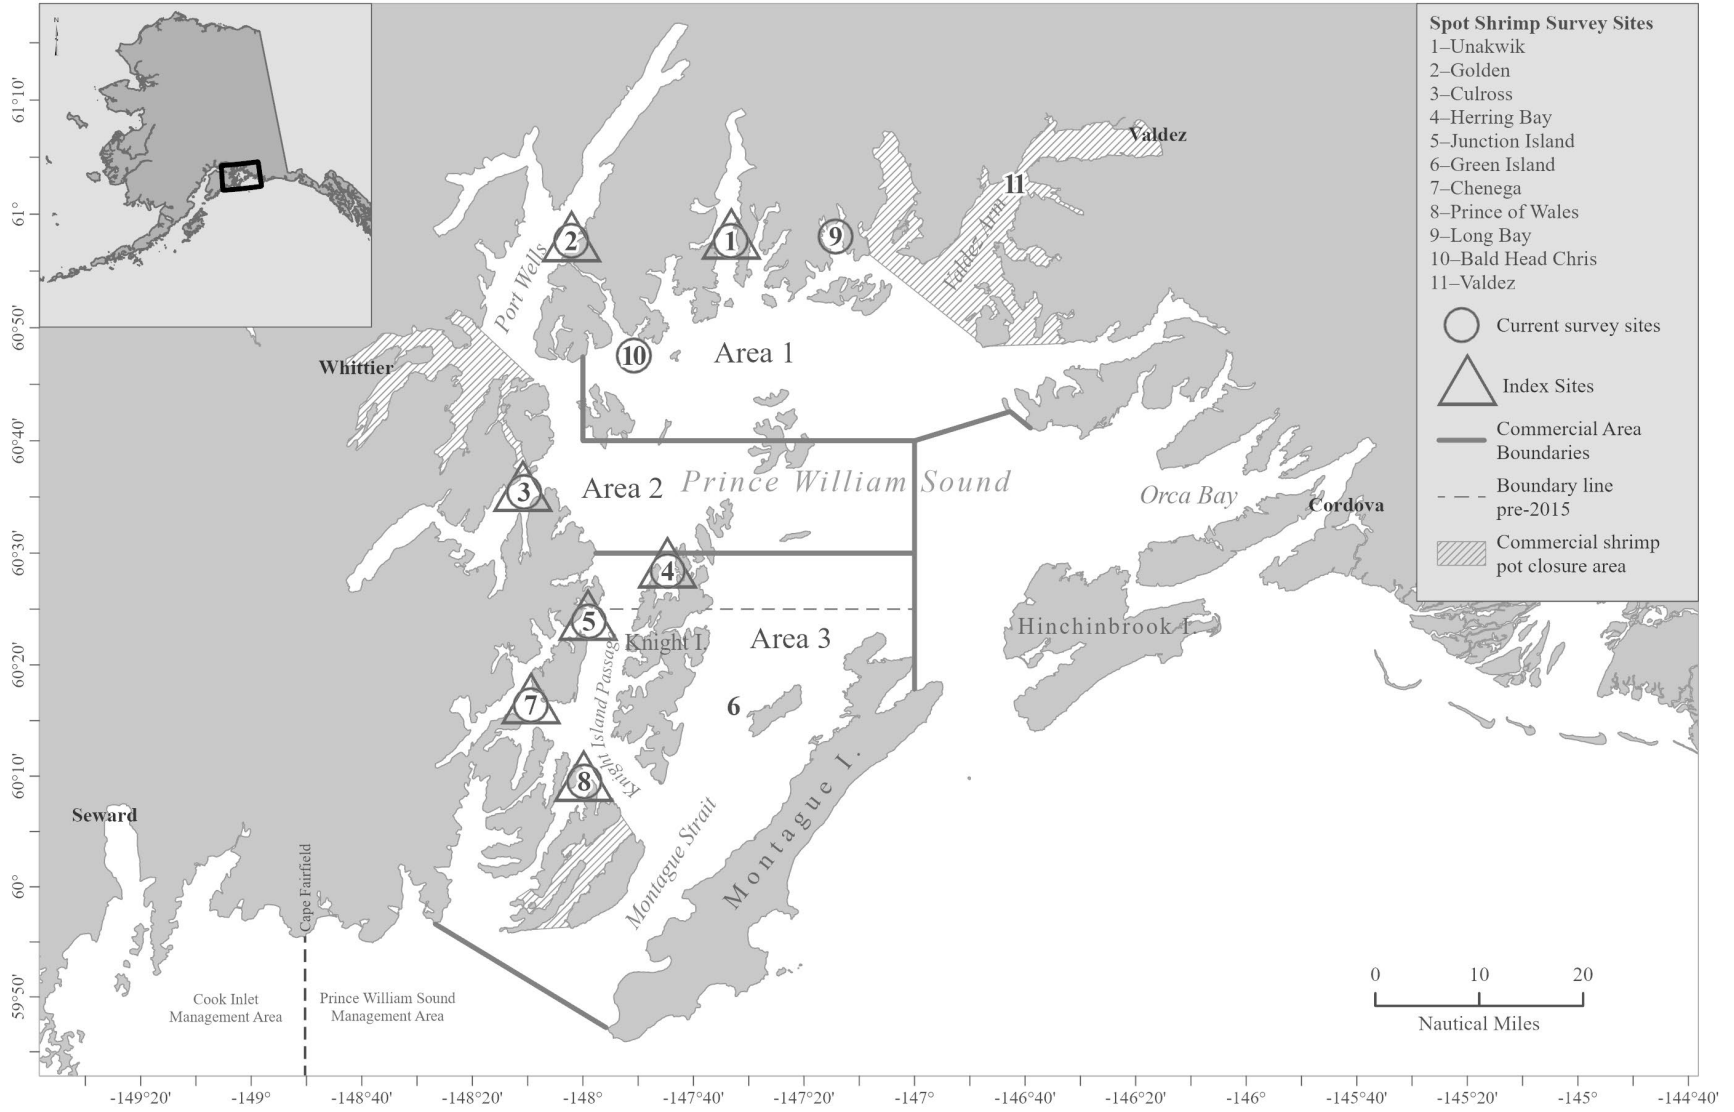 N
Spot Shrimp Survey Sites
1–Unakwik
2–Golden
3–Culross
4–Herring Bay
5–Junction Island
6–Green Island
7–Chenega
8–Prince of Wales
9–Long Bay
10–Bald Head Chris
11–Valdez
Current survey sites
Index Sites
Commercial Area
Boundaries
Boundary line
pre-2015
Commercial shrimp
pot closure area
61°10'
61°
60°50'
60°40'
60°30'
60°20'
60°10'
60°
59°50'
Valdez
11
Valdez Arm
2
1
9
Port Wells
10
Area 1
Whittier
3
Area 2
Prince William Sound
Orca Bay
Cordova
4
5
Knight I.
Area 3
Hinchinbrook I.
7
6
Knight Island Passag
Knight
8
Montague I.
Montague Strait
Seward
Cape Fairfield
Cook Inlet
Management Area
Prince William Sound
Management Area
0 10 20
Nautical Miles
-149°20' -149° -148°40' -148°20' -148° -147°40' -147°20' -147° -146°40' -146°20' -146° -145°40' -145°20' -145° -144°40'